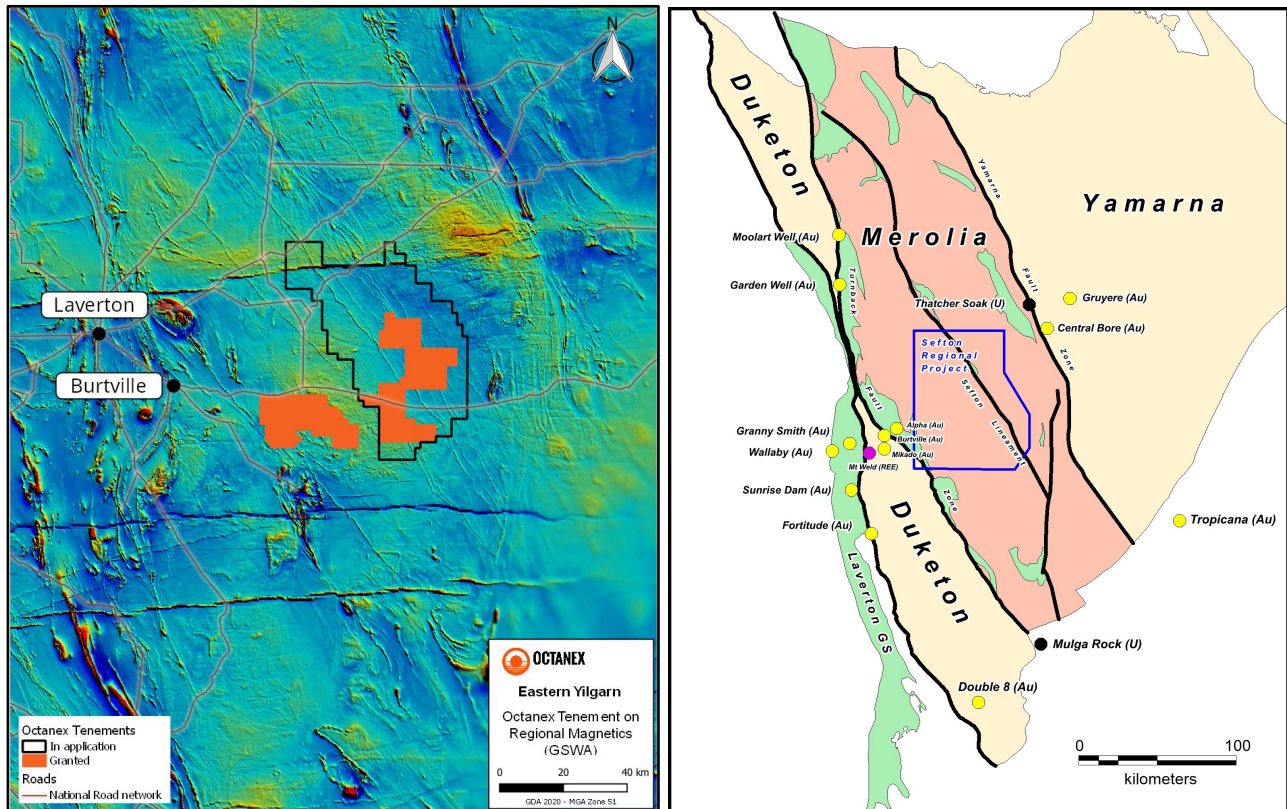 N
Laverton
Burtville
OCTANEX
Eastern Yilgarn
Octanex Tenement on
Regional Magnetics
(GSWA)
0 20 40 km
GDA 2020 - MGA Zone 51
Octanex Tenements
In application
Granted
Roads
National Road network
Duketon
Yamarna
Merolia
Yamarna
Fault
Zone
Moolart Well (Au)
Garden Well (Au)
Turnback
Fault
Zone
Thatcher Soak (U)
Gruyere (Au)
Central Bore (Au)
Sefton
Regional
Project
Sefton
Lineament
Granny Smith (Au)
Wallaby (Au)
Alpha (Au)
Burtville (Au)
Mikado (Au)
Mt Weld (REE)
Sunrise Dam (Au)
Fortitude (Au)
Duketon
Laverton GS
Tropicana (Au)
Mulga Rock (U)
Double 8 (Au)
0 100
kilometers